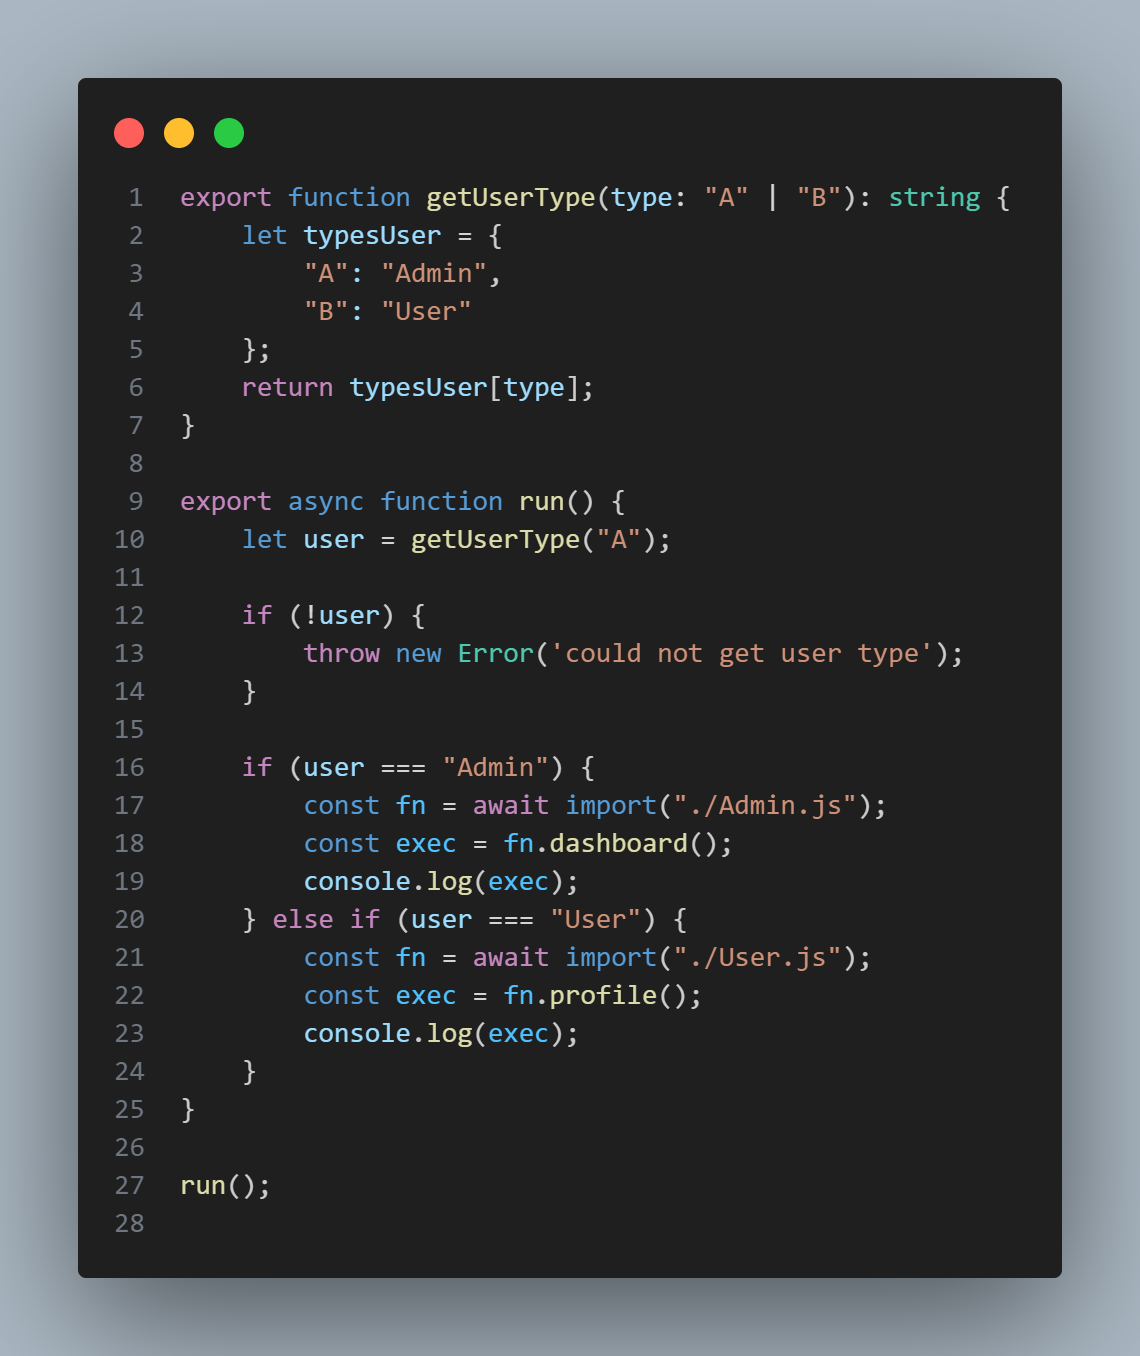 1 export function getUserType(type: "A" | "B"): string {
2     let typesUser = {
3         "A": "Admin",
4         "B": "User"
5     };
6     return typesUser[type];
7 }
8
9 export async function run() {
10     let user = getUserType("A");
11
12     if (!user) {
13         throw new Error('could not get user type');
14     }
15
16     if (user === "Admin") {
17         const fn = await import("./Admin.js");
18         const exec = fn.dashboard();
19         console.log(exec);
20     } else if (user === "User") {
21         const fn = await import("./User.js");
22         const exec = fn.profile();
23         console.log(exec);
24     }
25 }
26
27 run();
28